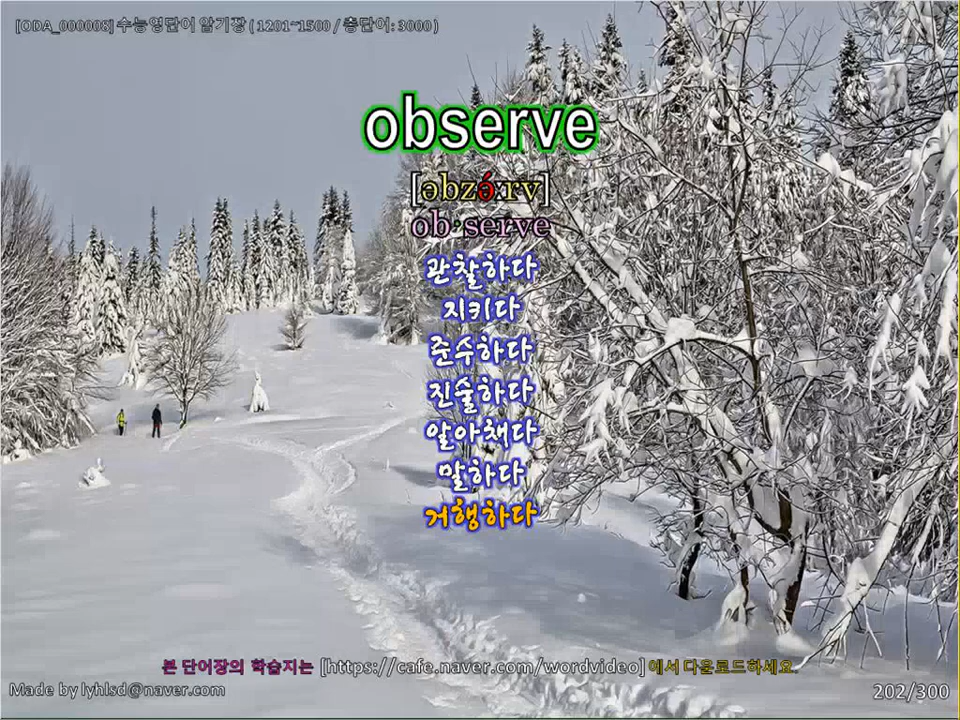 [ODA_000008] 수능영단어 암기장 ( 1201~1500 / 총단어: 3000 )
observe
[əbzə́ːrv]
ob·serve
관찰하다
지키다
준수하다
진술하다
알아채다
말하다
거행하다
본 단어장의 학습지는 [https://cafe.naver.com/wordvideo] 에서 다운로드하세요.
Made by lyhlsd@naver.com
202/300